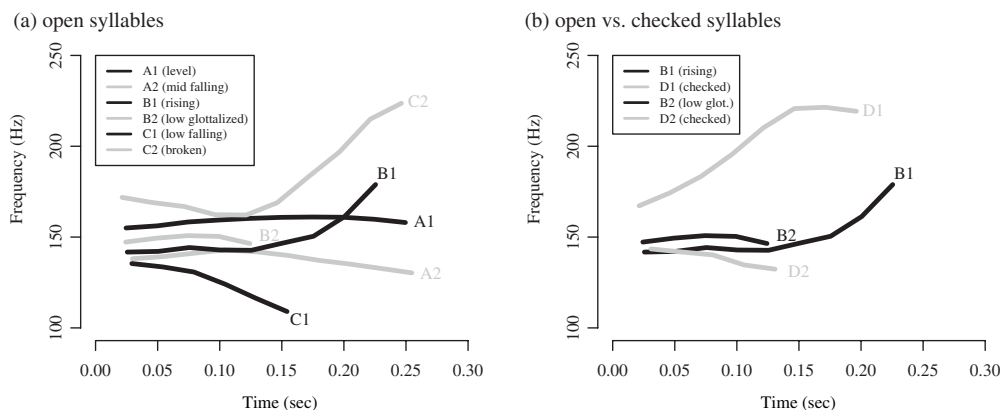 (a) open syllables
250
200
150
100
Frequency (Hz)
A1 (level)
A2 (mid falling)
B1 (rising)
B2 (low glottalized)
C1 (low falling)
C2 (broken)
C2
B1
A1
B2
A2
C1
0.00 0.05 0.10 0.15 0.20 0.25 0.30
Time (sec)
(b) open vs. checked syllables
250
200
150
100
Frequency (Hz)
B1 (rising)
D1 (checked)
B2 (low glot.)
D2 (checked)
D1
B1
B2
D2
0.00 0.05 0.10 0.15 0.20 0.25 0.30
Time (sec)